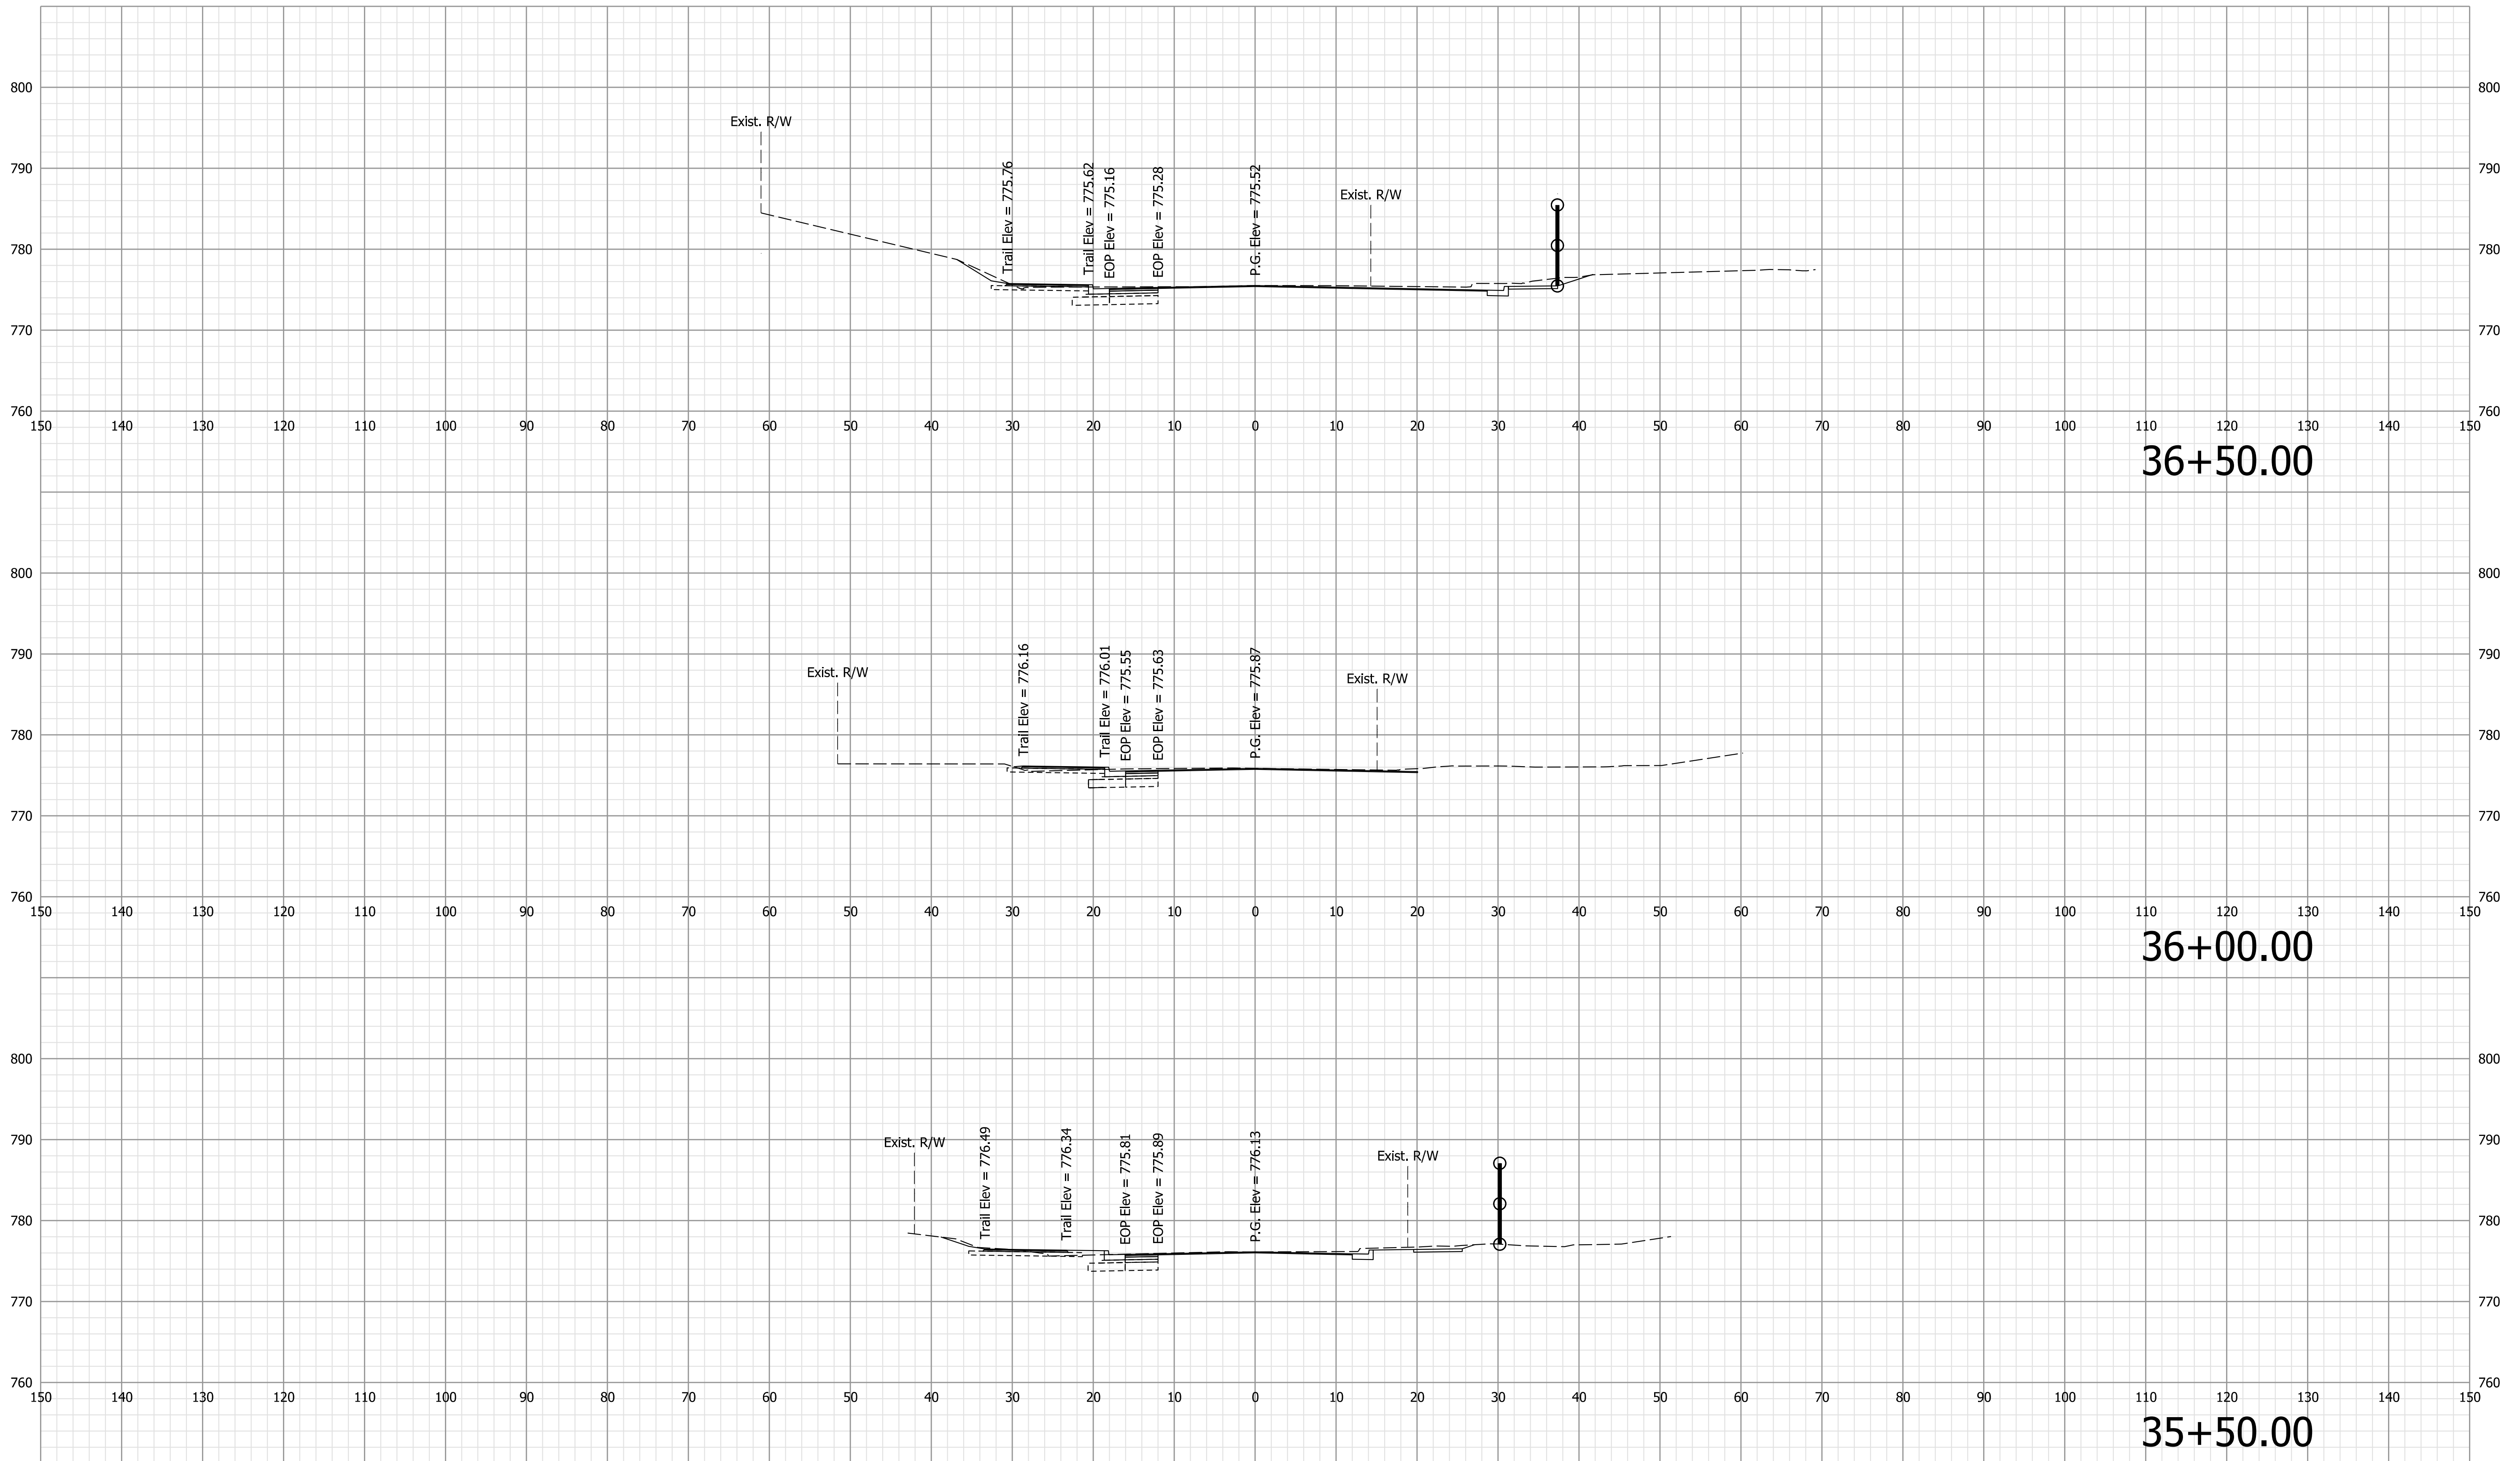 800 800
Exist. R/W
790 790
Trail Elev = 775.76
Trail Elev = 775.62
EOP Elev = 775.16
EOP Elev = 775.28
P.G. Elev = 775.52
Exist. R/W
780 780
770 770
760 760
150 140 130 120 110 100 90 80 70 60 50 40 30 20 10 0 10 20 30 40 50 60 70 80 90 100 110 120 130 140 150
36+50.00
800 800
790 790
Exist. R/W
Trail Elev = 776.16
Trail Elev = 776.01
EOP Elev = 775.55
EOP Elev = 775.63
P.G. Elev = 775.87
Exist. R/W
780 780
770 770
760 760
150 140 130 120 110 100 90 80 70 60 50 40 30 20 10 0 10 20 30 40 50 60 70 80 90 100 110 120 130 140 150
36+00.00
800 800
790 790
Exist. R/W
Trail Elev = 776.49
Trail Elev = 776.34
EOP Elev = 775.81
EOP Elev = 775.89
P.G. Elev = 776.13
Exist. R/W
780 780
770 770
760 760
150 140 130 120 110 100 90 80 70 60 50 40 30 20 10 0 10 20 30 40 50 60 70 80 90 100 110 120 130 140 150
35+50.00